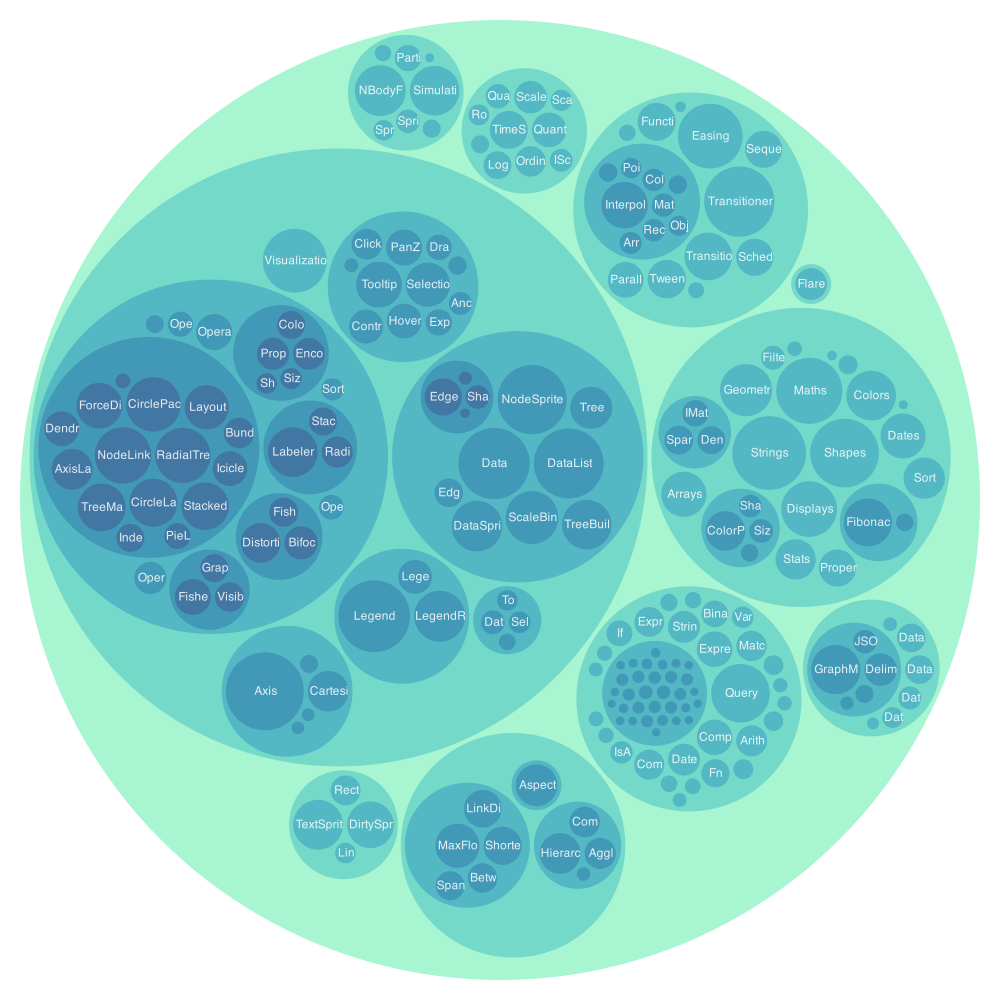 Parti
NBodyF
Simulati
Spr
Spri
Qua
Scale
Sca
Ro
TimeS
Quant
Log
Ordin
ISc
Functi
Easing
Seque
Poi
Col
Interpol
Mat
Rec
Obj
Arr
Transitioner
Transitio
Sched
Parall
Tween
Flare
Visualizatio
Click
PanZ
Dra
Tooltip
Selectio
Anc
Contr
Hover
Exp
Ope
Opera
Colo
Prop
Enco
Sh
Siz
Sort
ForceDi
CirclePac
Layout
Dendr
Bund
NodeLink
RadialTre
AxisLa
Icicle
TreeMa
CircleLa
Stacked
Inde
PieL
Stac
Labeler
Radi
Ope
Fish
Distorti
Bifoc
Oper
Grap
Fishe
Visib
Edge
Sha
NodeSprite
Tree
Data
DataList
Edg
DataSpri
ScaleBin
TreeBuil
Lege
Legend
LegendR
To
Dat
Sel
Axis
Cartesi
Filte
Geometr
Maths
Colors
IMat
Spar
Den
Strings
Shapes
Dates
Sort
Arrays
Sha
ColorP
Siz
Displays
Fibonac
Stats
Proper
If
Expr
Strin
Bina
Var
Expre
Matc
Query
IsA
Com
Date
Comp
Arith
Fn
JSO
GraphM
Delim
Data
Data
Dat
Dat
Rect
TextSprit
DirtySpr
Lin
LinkDi
MaxFlo
Shorte
Span
Betw
Aspect
Com
Hierarc
Aggl